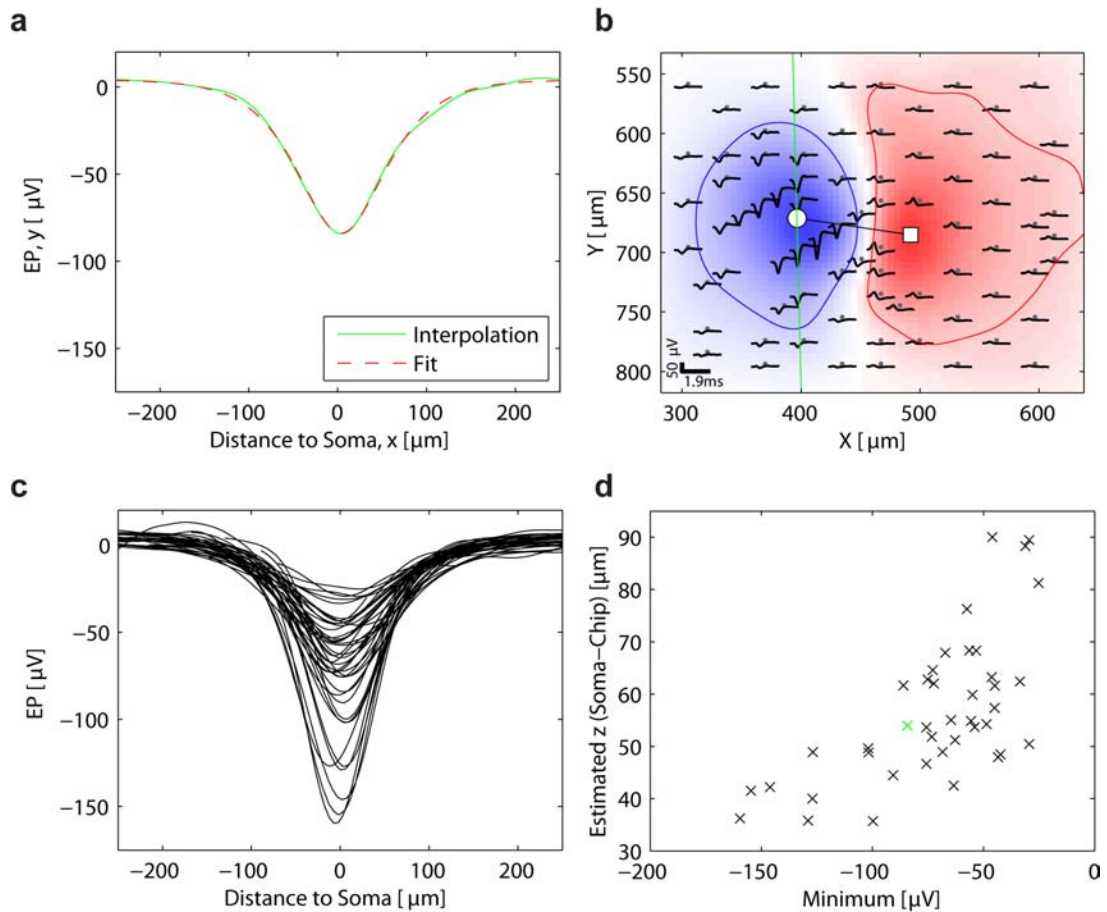 a
0
−50
−100
−150
EP, y [ µV]
Interpolation
Fit
−200 −100 0 100 200
Distance to Soma, x [µm]
b
550
600
650
700
750
800
Y [ µm]
50 µV
1.9ms
300 400 500 600
X [ µm]
c
0
−50
−100
−150
EP [ µV]
−200 −100 0 100 200
Distance to Soma [ µm]
d
90
80
70
60
50
40
30
Estimated z (Soma−Chip) [µm]
−200 −150 −100 −50 0
Minimum [µV]